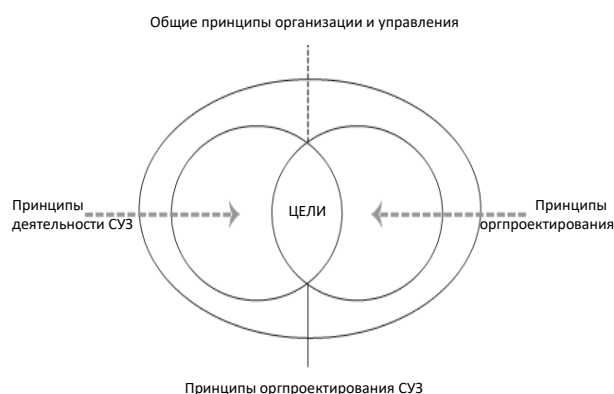 Общие принципы организации и управления
Принципы
деятельности СУЗ
ЦЕЛИ
Принципы
оргпроектирования
Принципы оргпроектирования СУЗ